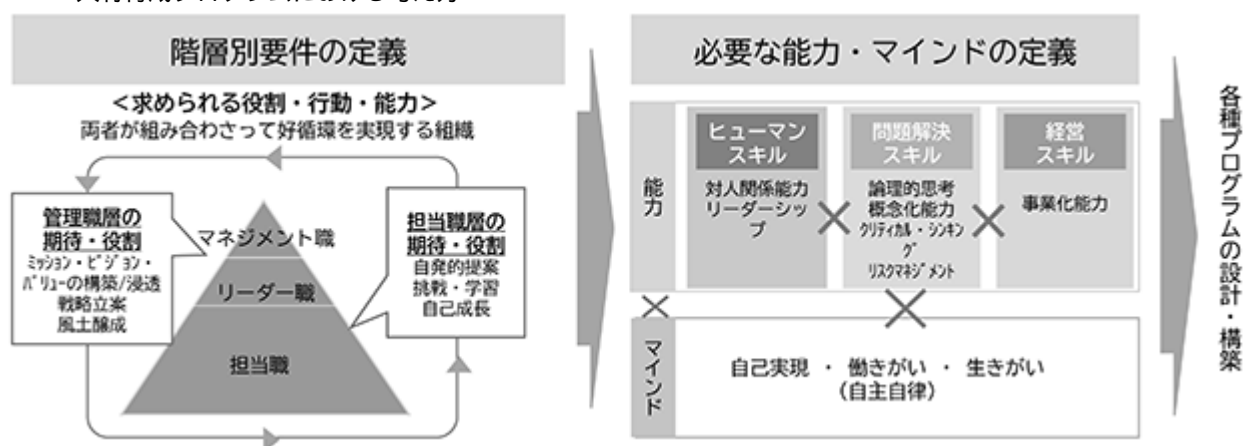 階層別要件の定義
<求められる役割・行動・能力>
両者が組み合わさって好循環を実現する組織
管理職層の
期待・役割
ミッション・ビジョン・
バリューの構築/浸透
戦略立案
風土醸成
マネジメント職
リーダー職
担当職
担当職層の
期待・役割
自発的提案
挑戦・学習
自己成長
必要な能力・マインドの定義
能力
ヒューマン
スキル
対人関係能力
リーダーシッ
プ
問題解決
スキル
論理的思考
概念化能力
クリティカル・シンキン
グ
リスクマネジメント
経営
スキル
事業化能力
マインド
自己実現 ・ 働きがい ・ 生きがい
(自主自律)
各種プログラムの設計・構築